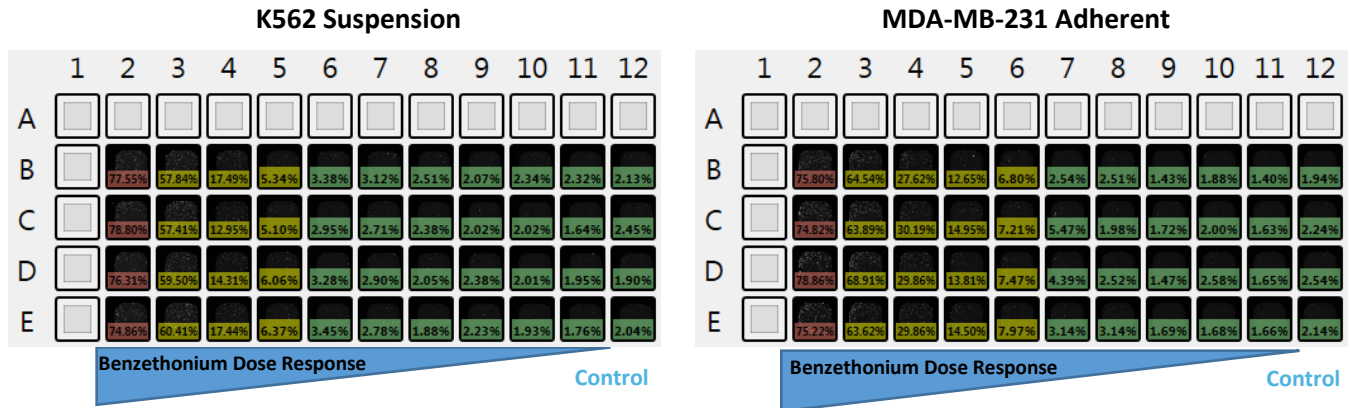 K562 Suspension
1 2 3 4 5 6 7 8 9 10 11 12
A
B 77.55% 57.84% 17.49% 5.34% 3.38% 3.12% 2.51% 2.07% 2.34% 2.32% 2.13%
C 78.80% 57.41% 12.95% 5.10% 2.95% 2.71% 2.38% 2.02% 2.02% 1.64% 2.45%
D 76.31% 59.50% 14.31% 6.06% 3.28% 2.90% 2.05% 2.38% 2.01% 1.95% 1.90%
E 74.86% 60.41% 17.44% 6.37% 3.45% 2.78% 1.88% 2.23% 1.93% 1.76% 2.04%
Benzethonium Dose Response
Control
MDA-MB-231 Adherent
1 2 3 4 5 6 7 8 9 10 11 12
A
B 75.80% 64.54% 27.62% 12.65% 6.80% 2.54% 2.51% 1.43% 1.88% 1.40% 1.94%
C 74.82% 63.89% 30.19% 14.95% 7.21% 5.47% 1.98% 1.72% 2.00% 1.63% 2.24%
D 78.86% 68.91% 29.86% 13.81% 7.47% 4.39% 2.52% 1.47% 2.58% 1.65% 2.54%
E 75.22% 63.62% 29.86% 14.50% 7.97% 3.14% 3.14% 1.69% 1.68% 1.66% 2.14%
Benzethonium Dose Response
Control